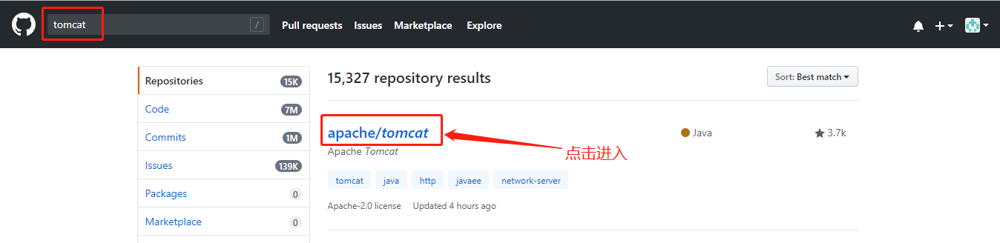 tomcat / Pull requests Issues Marketplace Explore
Repositories 15K
Code 7M
Commits 1M
Issues 139K
Packages 0
Marketplace 0
15,327 repository results Sort: Best match
apache/tomcat Java 3.7k
点击进入
Apache Tomcat
tomcat java http javaee network-server
Apache-2.0 license Updated 4 hours ago